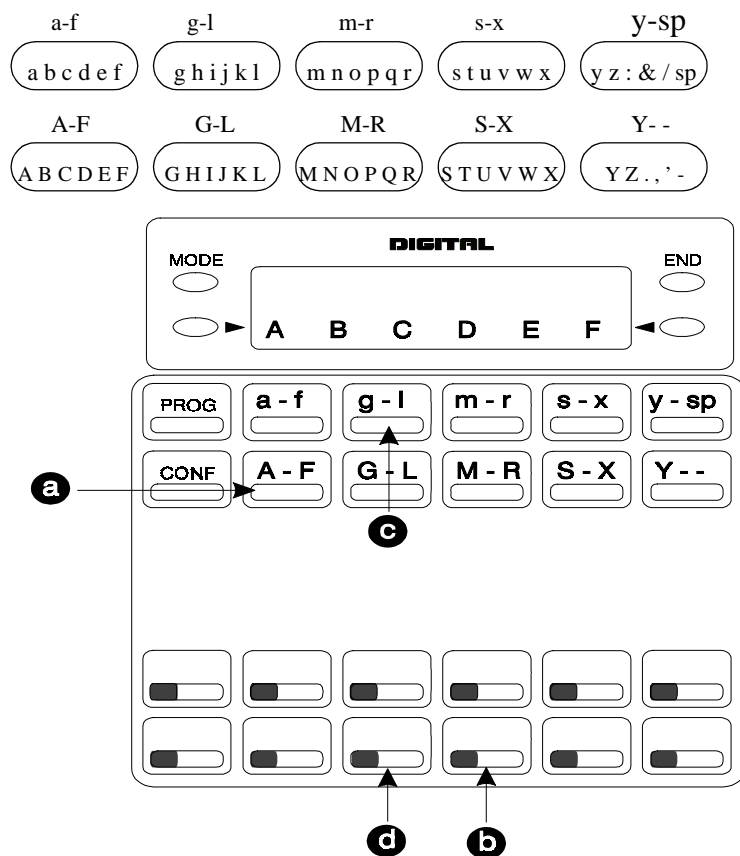 a-f g-l m-r s-x y-sp
a b c d e f g h i j k l m n o p q r s t u v w x y z : & / sp
A-F G-L M-R S-X Y- -
A B C D E F G H I J K L M N O P Q R S T U V W X Y Z . , ’ -
DIGITAL
MODE END
A B C D E F
PROG a - f g - l m - r s - x y - sp
CONF A - F G - L M - R S - X Y - -
a
c
d b